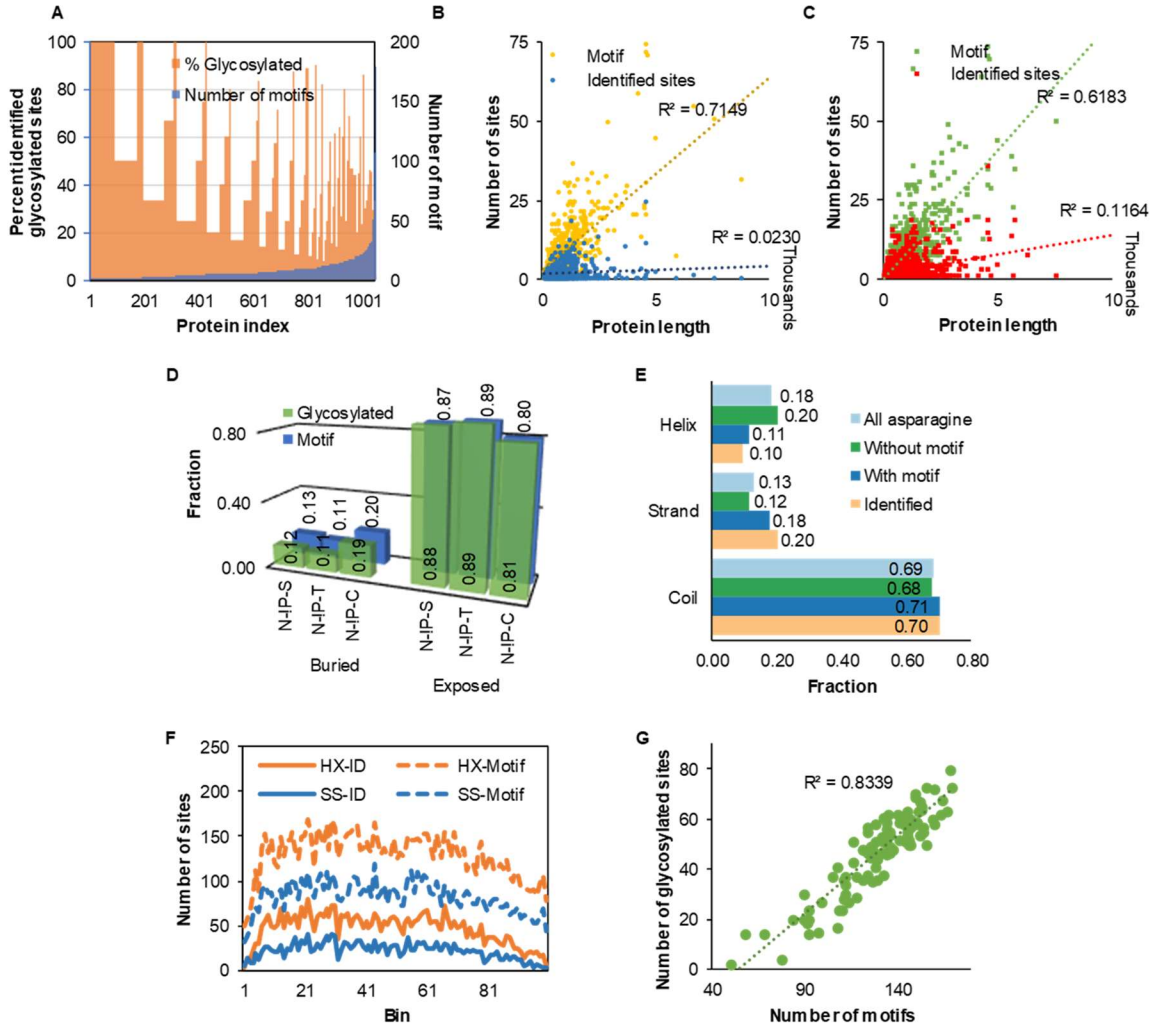 A
Percent identified
glycosylated sites
100
80
60
40
20
0
% Glycosylated
Number of motifs
200
150
100
50
0
Number of motif
1 201 401 601 801 1001
Protein index
B
Number of sites
75
50
25
0
Motif
Identified sites
R² = 0.7149
R² = 0.0230
0 5 10
Thousands
Protein length
C
Number of sites
75
50
25
0
Motif
Identified sites
R² = 0.6183
R² = 0.1164
0 5 10
Thousands
Protein length
D
Fraction
0.80
0.40
0.00
Glycosylated
Motif
0.13 0.11 0.20
0.12 0.11 0.19
0.87 0.89 0.80
0.88 0.89 0.81
N-!P-S N-!P-T N-!P-C
N-!P-S N-!P-T N-!P-C
Buried
Exposed
E
Helix
0.18
0.20
0.11
0.10
Strand
0.13
0.12
0.18
0.20
Coil
0.69
0.68
0.71
0.70
All asparagine
Without motif
With motif
Identified
0.00 0.20 0.40 0.60 0.80
Fraction
F
Number of sites
250
200
150
100
50
0
HX-ID HX-Motif
SS-ID SS-Motif
1 21 41 61 81
Bin
G
Number of glycosylated sites
80
60
40
20
0
R² = 0.8339
40 90 140
Number of motifs